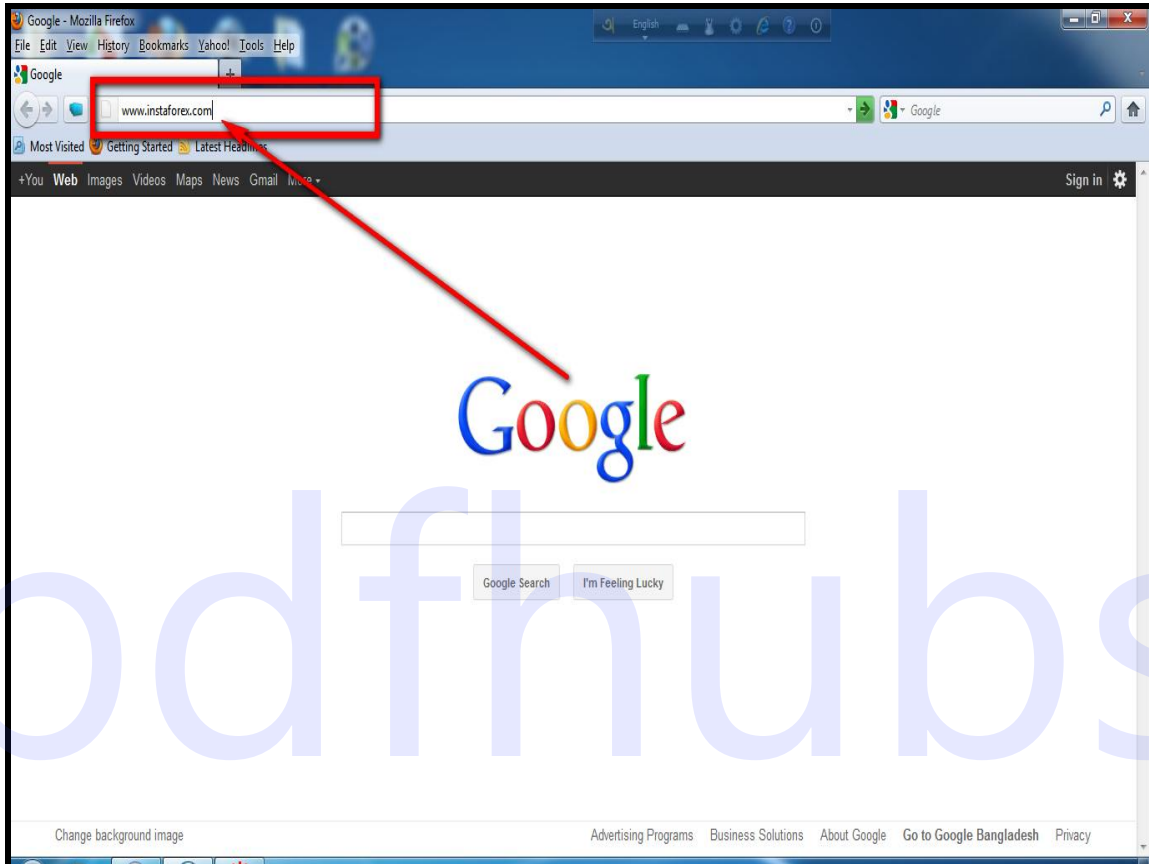 Google - Mozilla Firefox
অ English
File Edit View History Bookmarks Yahoo! Tools Help
Google
www.instaforex.com
Google
Most Visited Getting Started Latest Headlines
+You Web Images Videos Maps News Gmail More
Sign in
Google
Google Search I'm Feeling Lucky
pdfhubs
Change background image Advertising Programs Business Solutions About Google Go to Google Bangladesh Privacy